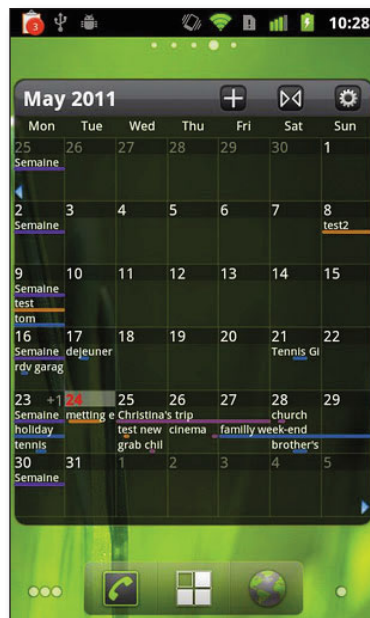 3 10:28
May 2011
Mon Tue Wed Thu Fri Sat Sun
25 26 27 28 29 30 1
Semaine
2 3 4 5 6 7 8
Semaine test2
9 10 11 12 13 14 15
Semaine
test
tom
16 17 18 19 20 21 22
Semaine dejeuner Tennis Gi
rdv garag
23 +1 24 25 26 27 28 29
Semaine metting e Christina's trip church
holiday test new cinema familly week-end
tennis grab chil brother's
30 31 1 2 3 4 5
Semaine